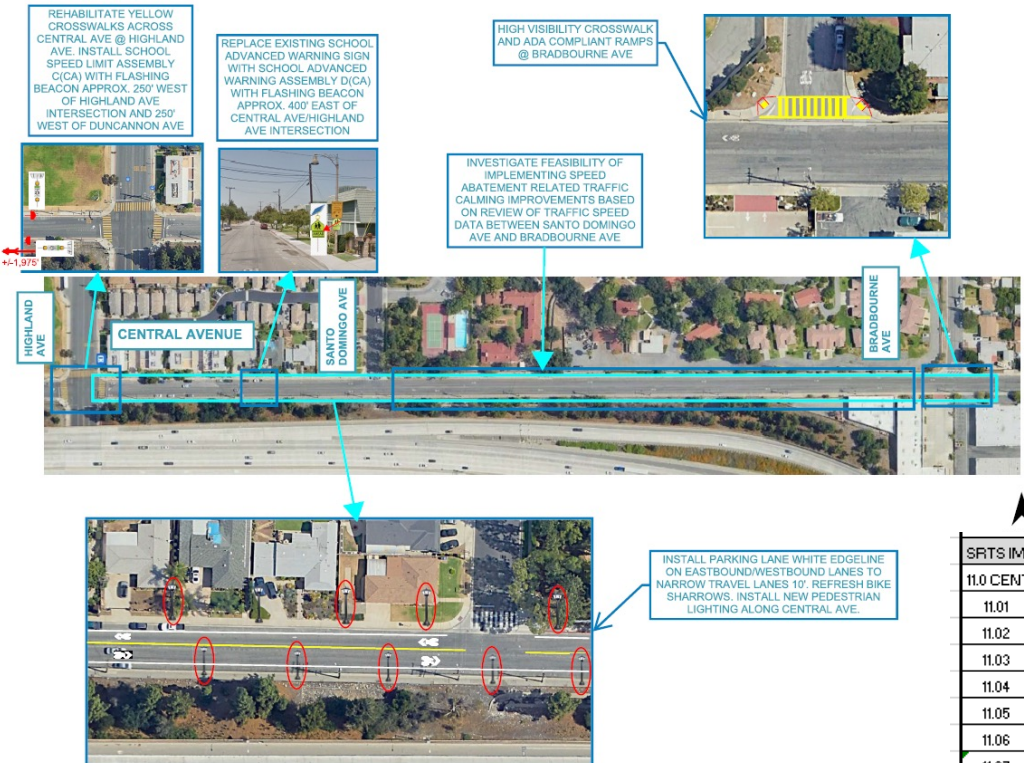 REHABILITATE YELLOW
CROSSWALKS ACROSS
CENTRAL AVE @ HIGHLAND
AVE. INSTALL SCHOOL
SPEED LIMIT ASSEMBLY
C(CA) WITH FLASHING
BEACON APPROX. 250' WEST
OF HIGHLAND AVE
INTERSECTION AND 250'
WEST OF DUNCANNON AVE
REPLACE EXISTING SCHOOL
ADVANCED WARNING SIGN
WITH SCHOOL ADVANCED
WARNING ASSEMBLY D(CA)
WITH FLASHING BEACON
APPROX. 400' EAST OF
CENTRAL AVE/HIGHLAND
AVE INTERSECTION
HIGH VISIBILITY CROSSWALK
AND ADA COMPLIANT RAMPS
@ BRADBOURNE AVE
INVESTIGATE FEASIBILITY OF
IMPLEMENTING SPEED
ABATEMENT RELATED TRAFFIC
CALMING IMPROVEMENTS BASED
ON REVIEW OF TRAFFIC SPEED
DATA BETWEEN SANTO DOMINGO
AVE AND BRADBOURNE AVE
+/-1,975'
HIGHLAND
AVE
CENTRAL AVENUE
SANTO
DOMINGO AVE
BRADBOURNE
AVE
INSTALL PARKING LANE WHITE EDGELINE
ON EASTBOUND/WESTBOUND LANES TO
NARROW TRAVEL LANES 10'. REFRESH BIKE
SHARROWS. INSTALL NEW PEDESTRIAN
LIGHTING ALONG CENTRAL AVE.
SRTS IM
11.0 CENT
11.01
11.02
11.03
11.04
11.05
11.06